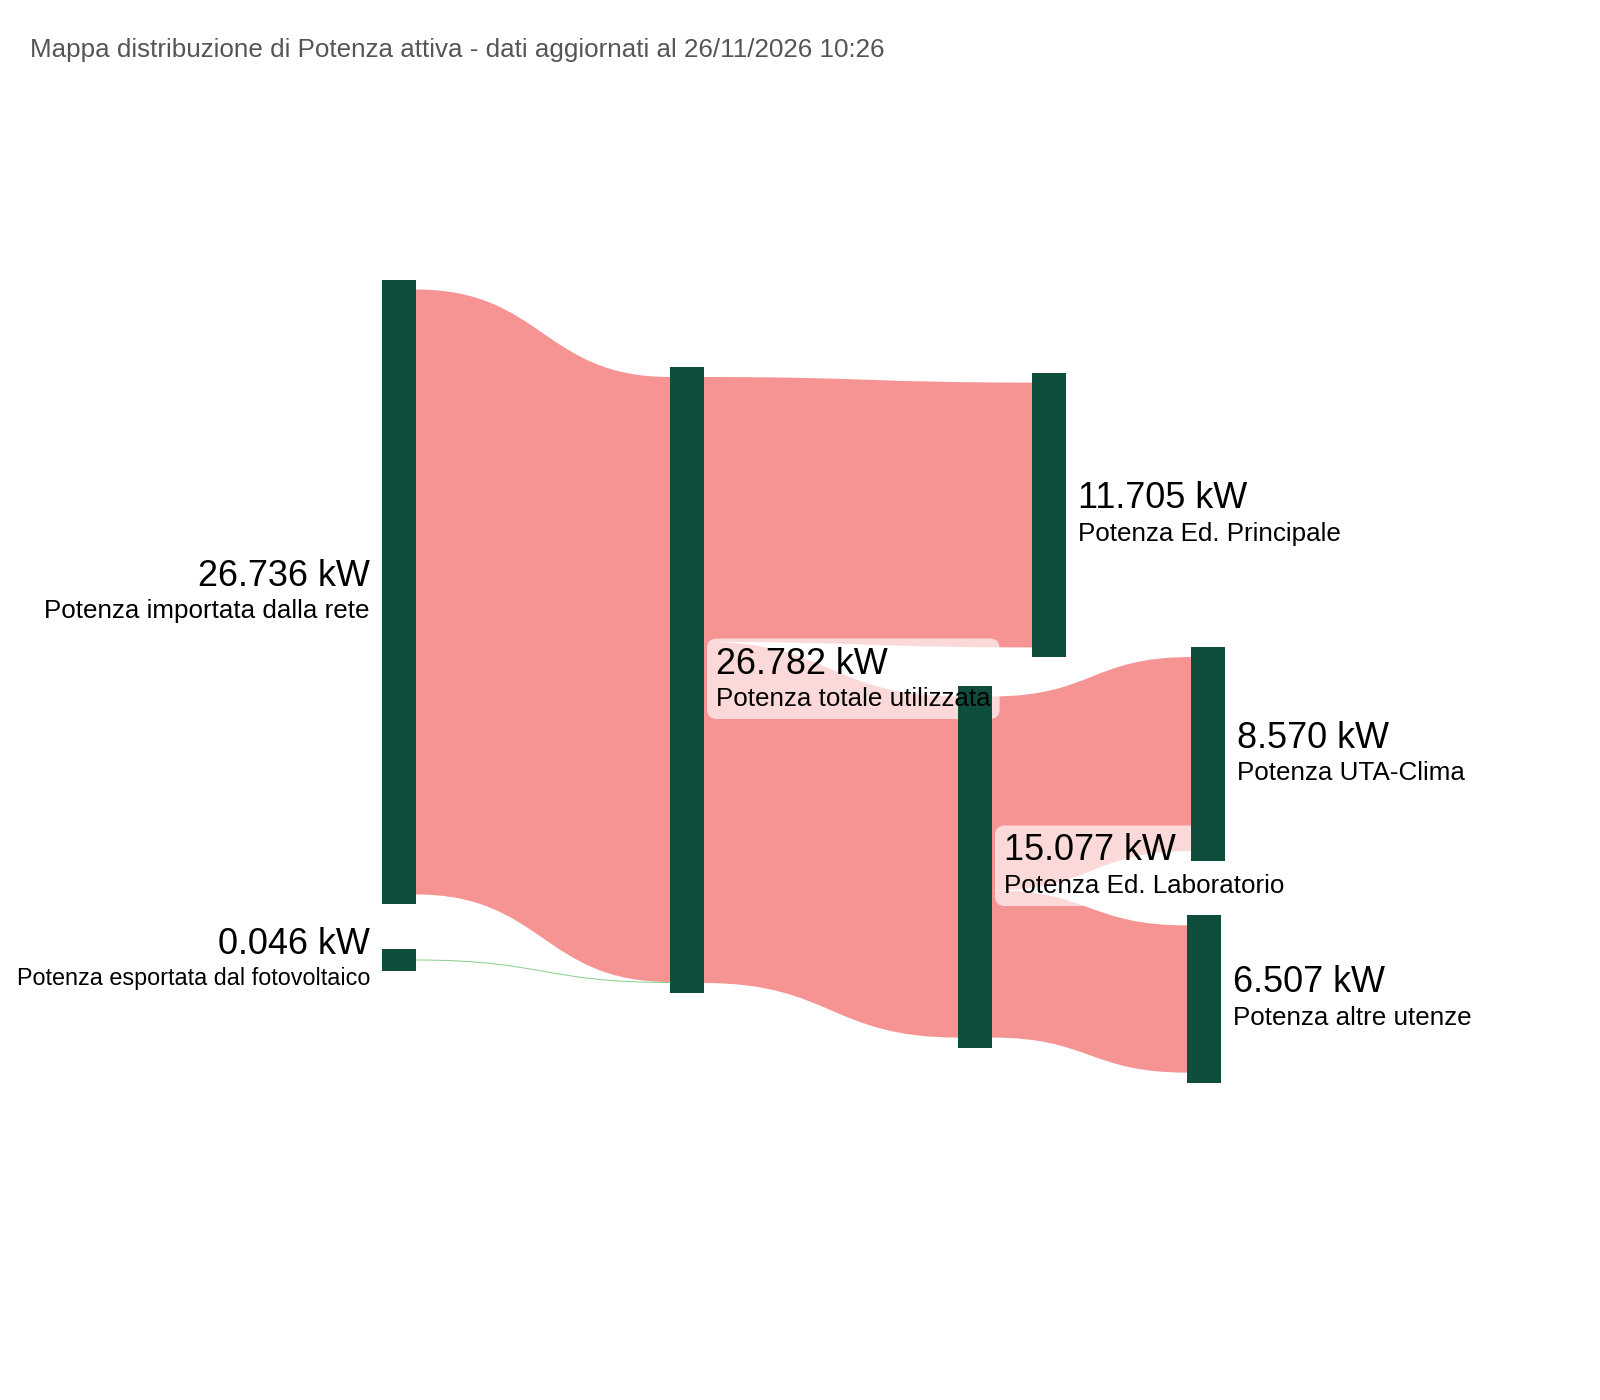 Mappa distribuzione di Potenza attiva - dati aggiornati al 26/11/2026 10:26
26.736 kW
Potenza importata dalla rete
0.046 kW
Potenza esportata dal fotovoltaico
26.782 kW
Potenza totale utilizzata
11.705 kW
Potenza Ed. Principale
15.077 kW
Potenza Ed. Laboratorio
8.570 kW
Potenza UTA-Clima
6.507 kW
Potenza altre utenze